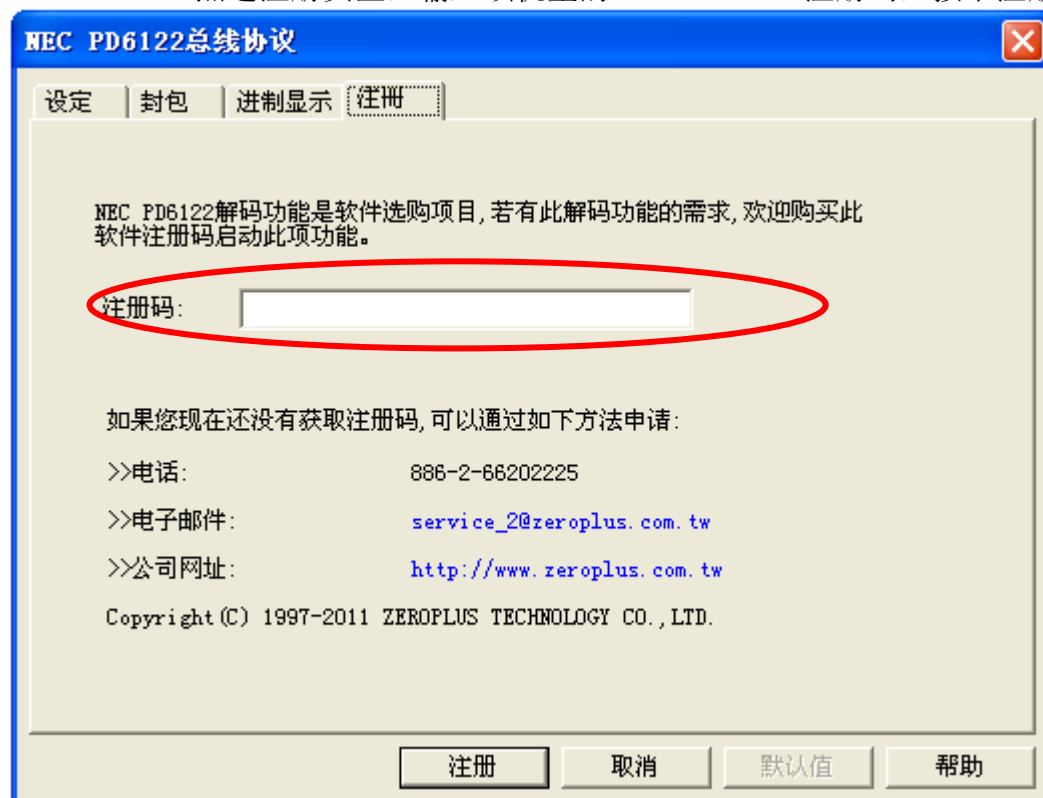 NEC PD6122总线协议
设定 封包 进制显示 注册
NEC PD6122解码功能是软件选购项目,若有此解码功能的需求,欢迎购买此
软件注册码启动此项功能。
注册码:
如果您现在还没有获取注册码,可以通过如下方法申请:
>>电话: 886-2-66202225
>>电子邮件: service_2@zeroplus.com.tw
>>公司网址: http://www.zeroplus.com.tw
Copyright(C) 1997-2011 ZEROPLUS TECHNOLOGY CO.,LTD.
注册 取消 默认值 帮助